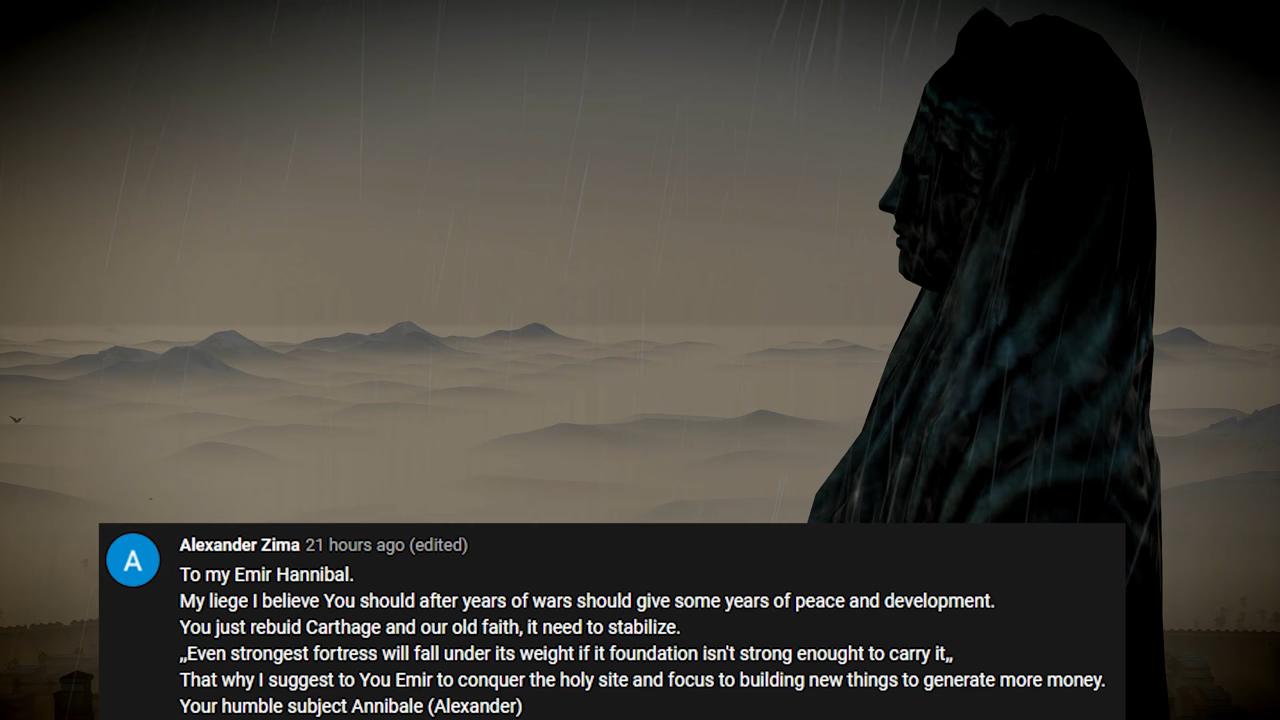 A
Alexander Zima 21 hours ago (edited)
To my Emir Hannibal.
My liege I believe You should after years of wars should give some years of peace and development.
You just rebuid Carthage and our old faith, it need to stabilize.
„Even strongest fortress will fall under its weight if it foundation isn't strong enought to carry it„
That why I suggest to You Emir to conquer the holy site and focus to building new things to generate more money.
Your humble subject Annibale (Alexander)